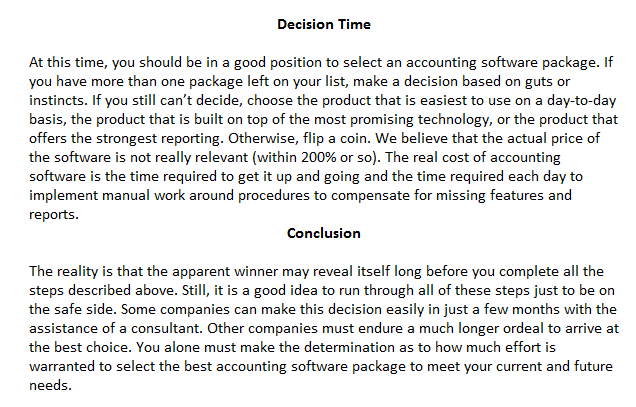 Decision Time
At this time, you should be in a good position to select an accounting software package. If
you have more than one package left on your list, make a decision based on guts or
instincts. If you still can’t decide, choose the product that is easiest to use on a day-to-day
basis, the product that is built on top of the most promising technology, or the product that
offers the strongest reporting. Otherwise, flip a coin. We believe that the actual price of
the software is not really relevant (within 200% or so). The real cost of accounting
software is the time required to get it up and going and the time required each day to
implement manual work around procedures to compensate for missing features and
reports.
Conclusion
The reality is that the apparent winner may reveal itself long before you complete all the
steps described above. Still, it is a good idea to run through all of these steps just to be on
the safe side. Some companies can make this decision easily in just a few months with the
assistance of a consultant. Other companies must endure a much longer ordeal to arrive at
the best choice. You alone must make the determination as to how much effort is
warranted to select the best accounting software package to meet your current and future
needs.